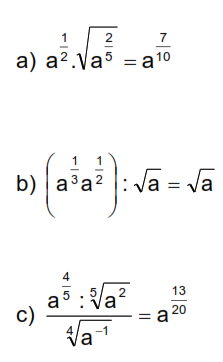 a) a^{1/2}.√(a^{2/5}) = a^{7/10}
b) (a^{1/3}a^{1/2}) : √a = √a
c) (a^{4/5} : ⁵√(a²)) / ⁴√(a^{-1}) = a^{13/20}